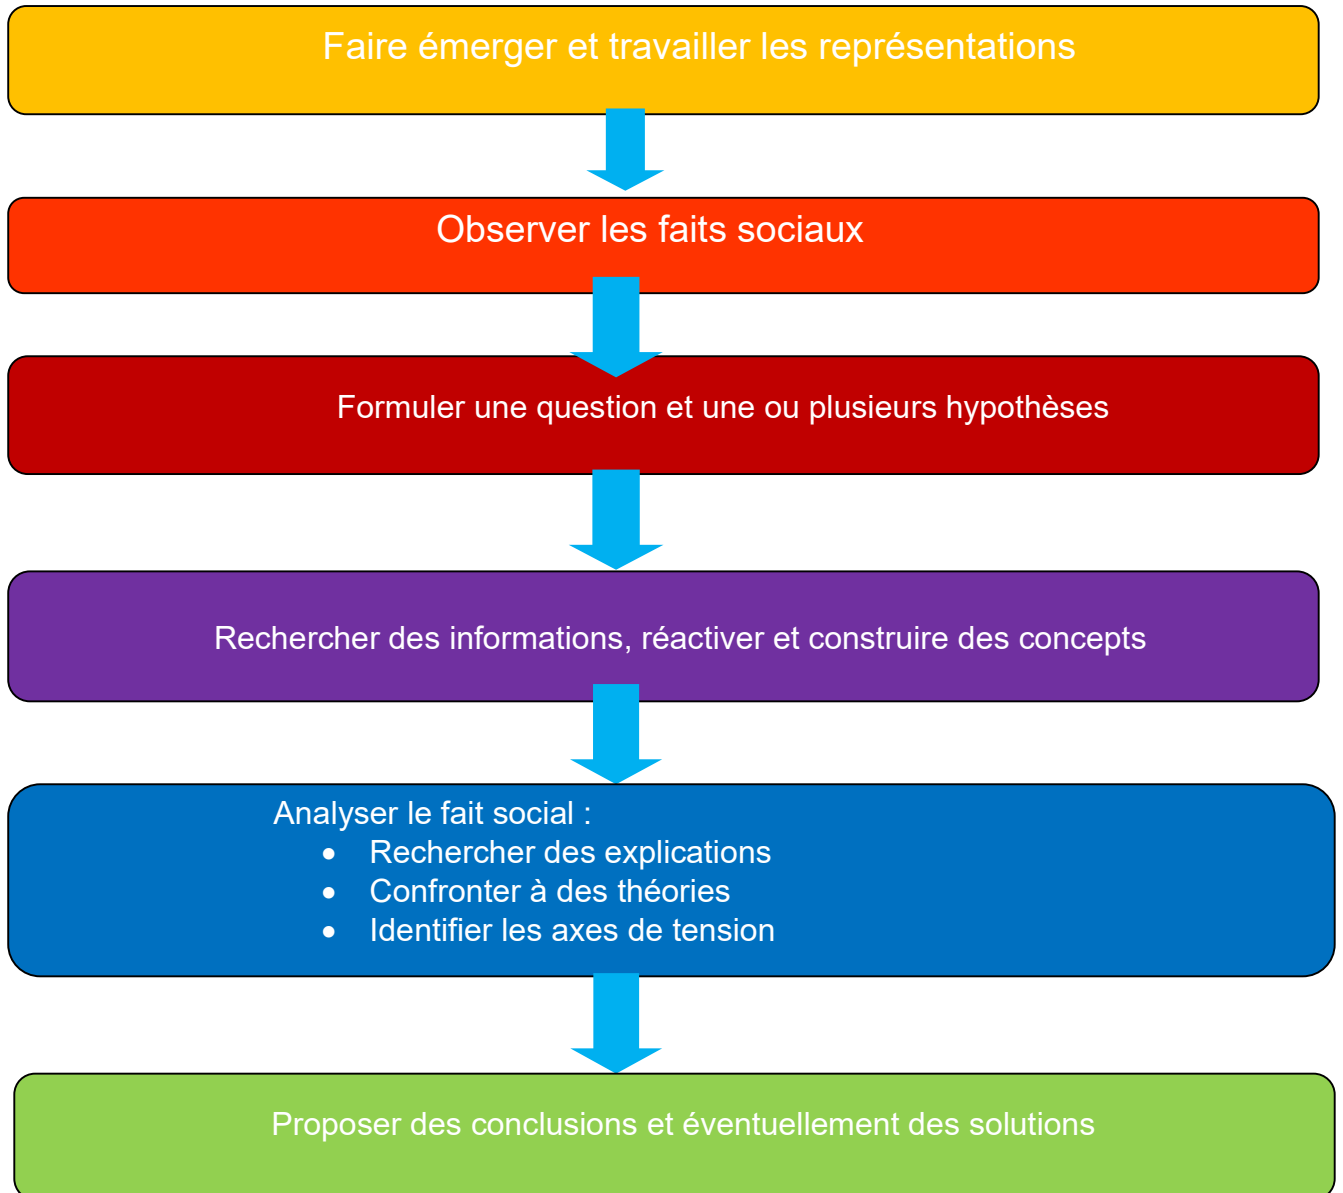 Faire émerger et travailler les représentations
Observer les faits sociaux
Formuler une question et une ou plusieurs hypothèses
Rechercher des informations, réactiver et construire des concepts
Analyser le fait social :
• Rechercher des explications
• Confronter à des théories
• Identifier les axes de tension
Proposer des conclusions et éventuellement des solutions